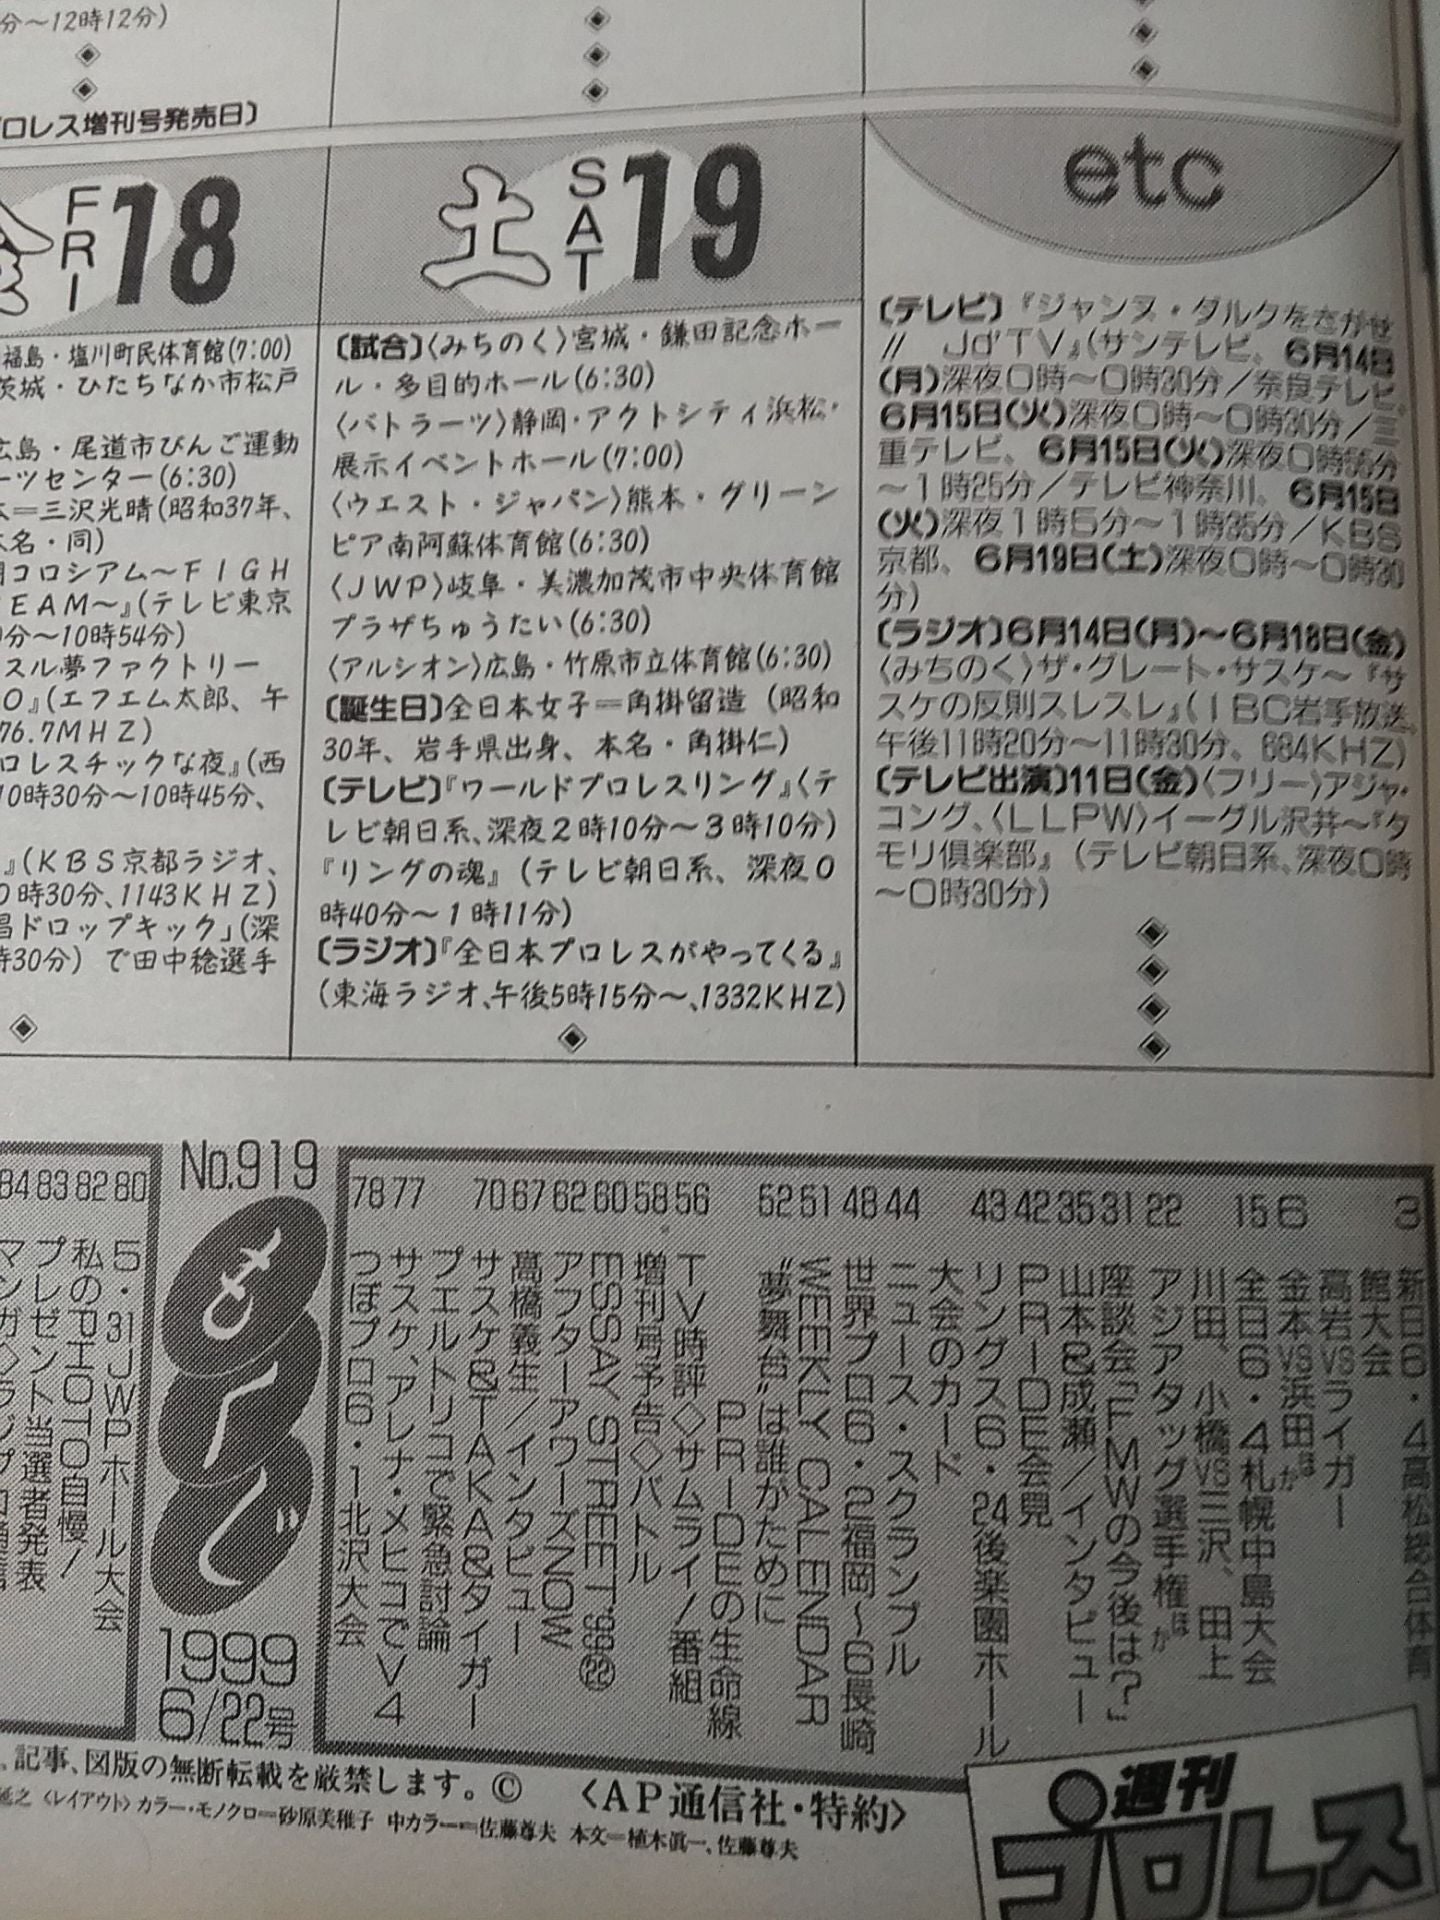 分～12時12分)
プロレス増刊号発売日〕
FRI 18
福島・塩川町民体育館(7:00)
茨城・ひたちなか市松戸
広島・尾道市びんご運動
ーツセンター(6:30)
本＝三沢光晴(昭和37年、
本名・同)
コロシアム～FIGH
EAM～』(テレビ東京
分～10時54分)
スル夢ファクトリー
O』(エフエム太郎、午
76.7MHZ)
ロレスチックな夜』(西
10時30分～10時45分、
』(KBS京都ラジオ、
0時30分、1143KHZ)
ドロップキック」(深
時30分) で田中稔選手
土 SAT 19
〔試合〕〈みちのく〉宮城・鎌田記念ホー
ル・多目的ホール(6:30)
〈バトラーツ〉静岡・アクトシティ浜松・
展示イベントホール(7:00)
〈ウエスト・ジャパン〉熊本・グリーン
ピア南阿蘇体育館(6:30)
〈JWP〉岐阜・美濃加茂市中央体育館
プラザちゅうたい(6:30)
〈アルシオン〉広島・竹原市立体育館(6:30)
〔誕生日〕全日本女子＝角掛留造 (昭和
30年、岩手県出身、本名・角掛仁)
〔テレビ〕『ワールドプロレスリング』〈テ
レビ朝日系、深夜2時10分～3時10分)
『リングの魂』(テレビ朝日系、深夜0
時40分～1時11分)
〔ラジオ〕『全日本プロレスがやってくる』
(東海ラジオ、午後5時15分～、1332KHZ)
etc
〔テレビ〕『ジャンヌ・ダルクをさがせ
!! Jd'TV』(サンテレビ、6月14日
(月)深夜0時～0時30分／奈良テレビ、
6月15日(火)深夜0時～0時30分／三
重テレビ、6月15日(火)深夜0時55分
～1時25分／テレビ神奈川、6月15日
(火)深夜1時5分～1時35分／KBS
京都、6月19日(土)深夜0時～0時30
分)
〔ラジオ〕6月14日(月)～6月18日(金)
〈みちのく〉ザ・グレート・サスケ～『サ
スケの反則スレスレ』(IBC岩手放送、
午後11時20分～11時30分、684KHZ)
〔テレビ出演〕11日(金)〈フリー〉アジャ・
コング、〈LLPW〉イーグル沢井～『タ
モリ倶楽部』(テレビ朝日系、深夜0時
～0時30分)
3 新日6・4高松総合体育
館大会
高岩VSライガー
6 金本VS浜田ほか
15 全日6・4札幌中島大会
川田、小橋VS三沢、田上
22 アジアタッグ選手権ほか
31 座談会「FMWの今後は?」
35 山本&成瀬／インタビュー
42 PRIDE会見
43 リングス6・24後楽園ホール
大会のカード
44 ニュース・スクランブル
48 世界プロ6・2福岡～6長崎
51 WEEKLY CALENDAR
52 “夢舞台”は誰がために
PRIDEの生命線
56 TV時評◇サムライ!番組
58 増刊号予告◇バトル
60 ESSAY STREET'99㉒
62 アフターアワーズNOW
67 高橋義生／インタビュー
70 サスケ&TAKA&タイガー
プエルトリコで緊急討論
77 サスケ、アレナ・メヒコでV4
78 つぼプロ6・1北沢大会
No.919
もくじ
1999
6/22号
80 5・31JWPホール大会
82 私のPHOTO自慢!
83 プレゼント当選者発表
84 マンガ◇ラジプロ通信
、記事、図版の無断転載を厳禁します。© 〈AP通信社・特約〉
延之〈レイアウト〉カラー・モノクロ＝砂原美稚子 中カラー＝佐藤尊夫 本文＝植木眞一、佐藤尊夫
週刊
プロレス